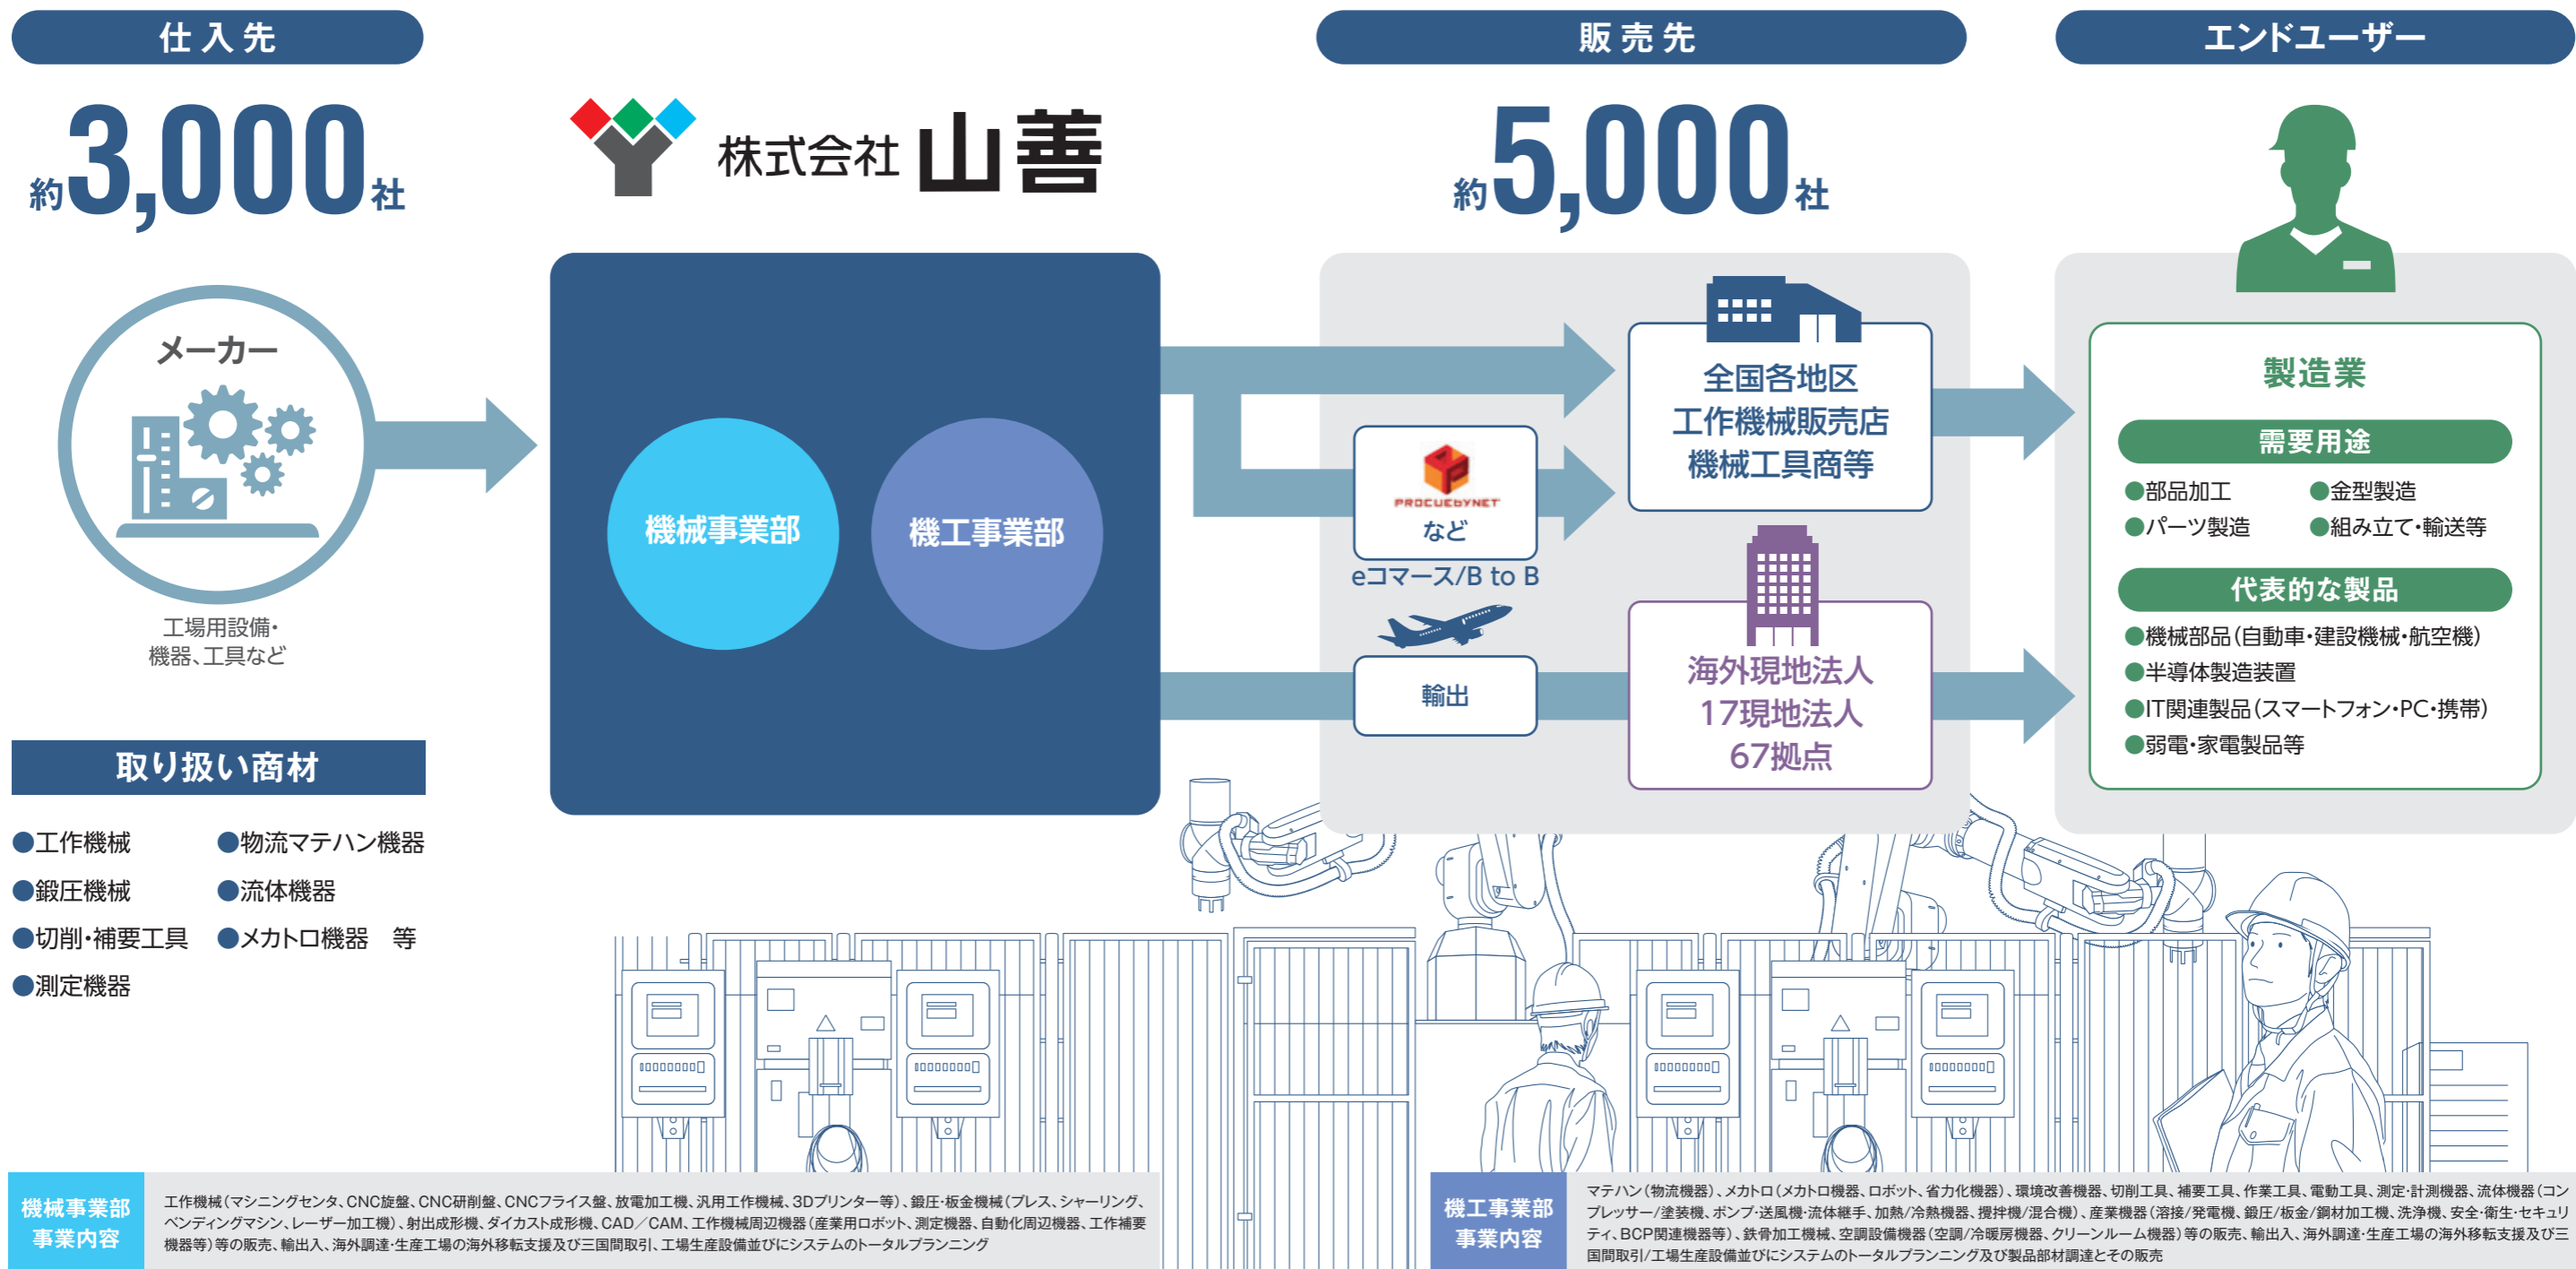 仕入先
約3,000社
メーカー
工場用設備・
機器、工具など
取り扱い商材
●工作機械
●物流マテハン機器
●鍛圧機械
●流体機器
●切削・補要工具
●メカトロ機器　等
●測定機器
株式会社 山善
機械事業部
機工事業部
販売先
約5,000社
全国各地区
工作機械販売店
機械工具商等
PROCUEbyNET
など
eコマース/B to B
輸出
海外現地法人
17現地法人
67拠点
エンドユーザー
製造業
需要用途
●部品加工
●金型製造
●パーツ製造
●組み立て・輸送等
代表的な製品
●機械部品（自動車・建設機械・航空機）
●半導体製造装置
●IT関連製品（スマートフォン・PC・携帯）
●弱電・家電製品等
機械事業部
事業内容
工作機械（マシニングセンタ、CNC旋盤、CNC研削盤、CNCフライス盤、放電加工機、汎用工作機械、3Dプリンター等）、鍛圧・板金機械（プレス、シャーリング、
ベンディングマシン、レーザー加工機）、射出成形機、ダイカスト成形機、CAD／CAM、工作機械周辺機器（産業用ロボット、測定機器、自動化周辺機器、工作補要
機器等）等の販売、輸出入、海外調達・生産工場の海外移転支援及び三国間取引、工場生産設備並びにシステムのトータルプランニング
機工事業部
事業内容
マテハン（物流機器）、メカトロ（メカトロ機器、ロボット、省力化機器）、環境改善機器、切削工具、補要工具、作業工具、電動工具、測定・計測機器、流体機器（コン
プレッサー/塗装機、ポンプ・送風機・流体継手、加熱/冷熱機器、攪拌機/混合機）、産業機器（溶接/発電機、鍛圧/板金/鋼材加工機、洗浄機、安全・衛生・セキュリ
ティ、BCP関連機器等）、鉄骨加工機械、空調設備機器（空調/冷暖房機器、クリーンルーム機器）等の販売、輸出入、海外調達・生産工場の海外移転支援及び三
国間取引/工場生産設備並びにシステムのトータルプランニング及び製品部材調達とその販売